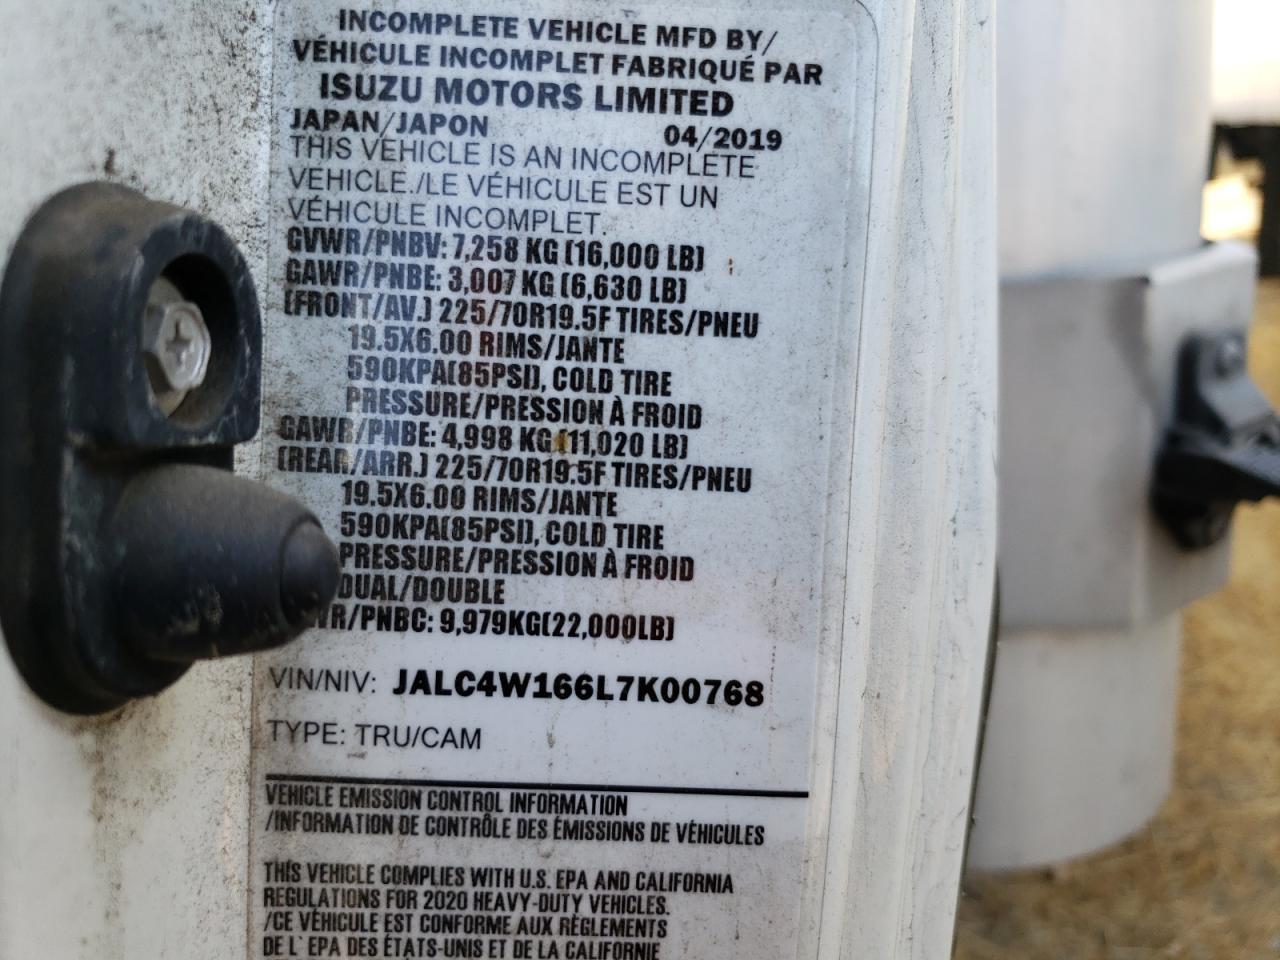 INCOMPLETE VEHICLE MFD BY/
VÉHICULE INCOMPLET FABRIQUÉ PAR
ISUZU MOTORS LIMITED
JAPAN/JAPON 04/2019
THIS VEHICLE IS AN INCOMPLETE
VEHICLE./LE VÉHICULE EST UN
VÉHICULE INCOMPLET.
GVWR/PNBV: 7,258 KG (16,000 LB)
GAWR/PNBE: 3,007 KG (6,630 LB)
(FRONT/AV.) 225/70R19.5F TIRES/PNEU
19.5X6.00 RIMS/JANTE
590KPA(85PSI), COLD TIRE
PRESSURE/PRESSION À FROID
GAWR/PNBE: 4,998 KG (11,020 LB)
(REAR/ARR.) 225/70R19.5F TIRES/PNEU
19.5X6.00 RIMS/JANTE
590KPA(85PSI), COLD TIRE
PRESSURE/PRESSION À FROID
DUAL/DOUBLE
WR/PNBC: 9,979KG(22,000LB)
VIN/NIV: JALC4W166L7K00768
TYPE: TRU/CAM
VEHICLE EMISSION CONTROL INFORMATION
/INFORMATION DE CONTRÔLE DES ÉMISSIONS DE VÉHICULES
THIS VEHICLE COMPLIES WITH U.S. EPA AND CALIFORNIA
REGULATIONS FOR 2020 HEAVY-DUTY VEHICLES.
/CE VÉHICULE EST CONFORME AUX RÈGLEMENTS
DE L' EPA DES ÉTATS-UNIS ET DE LA CALIFORNIE